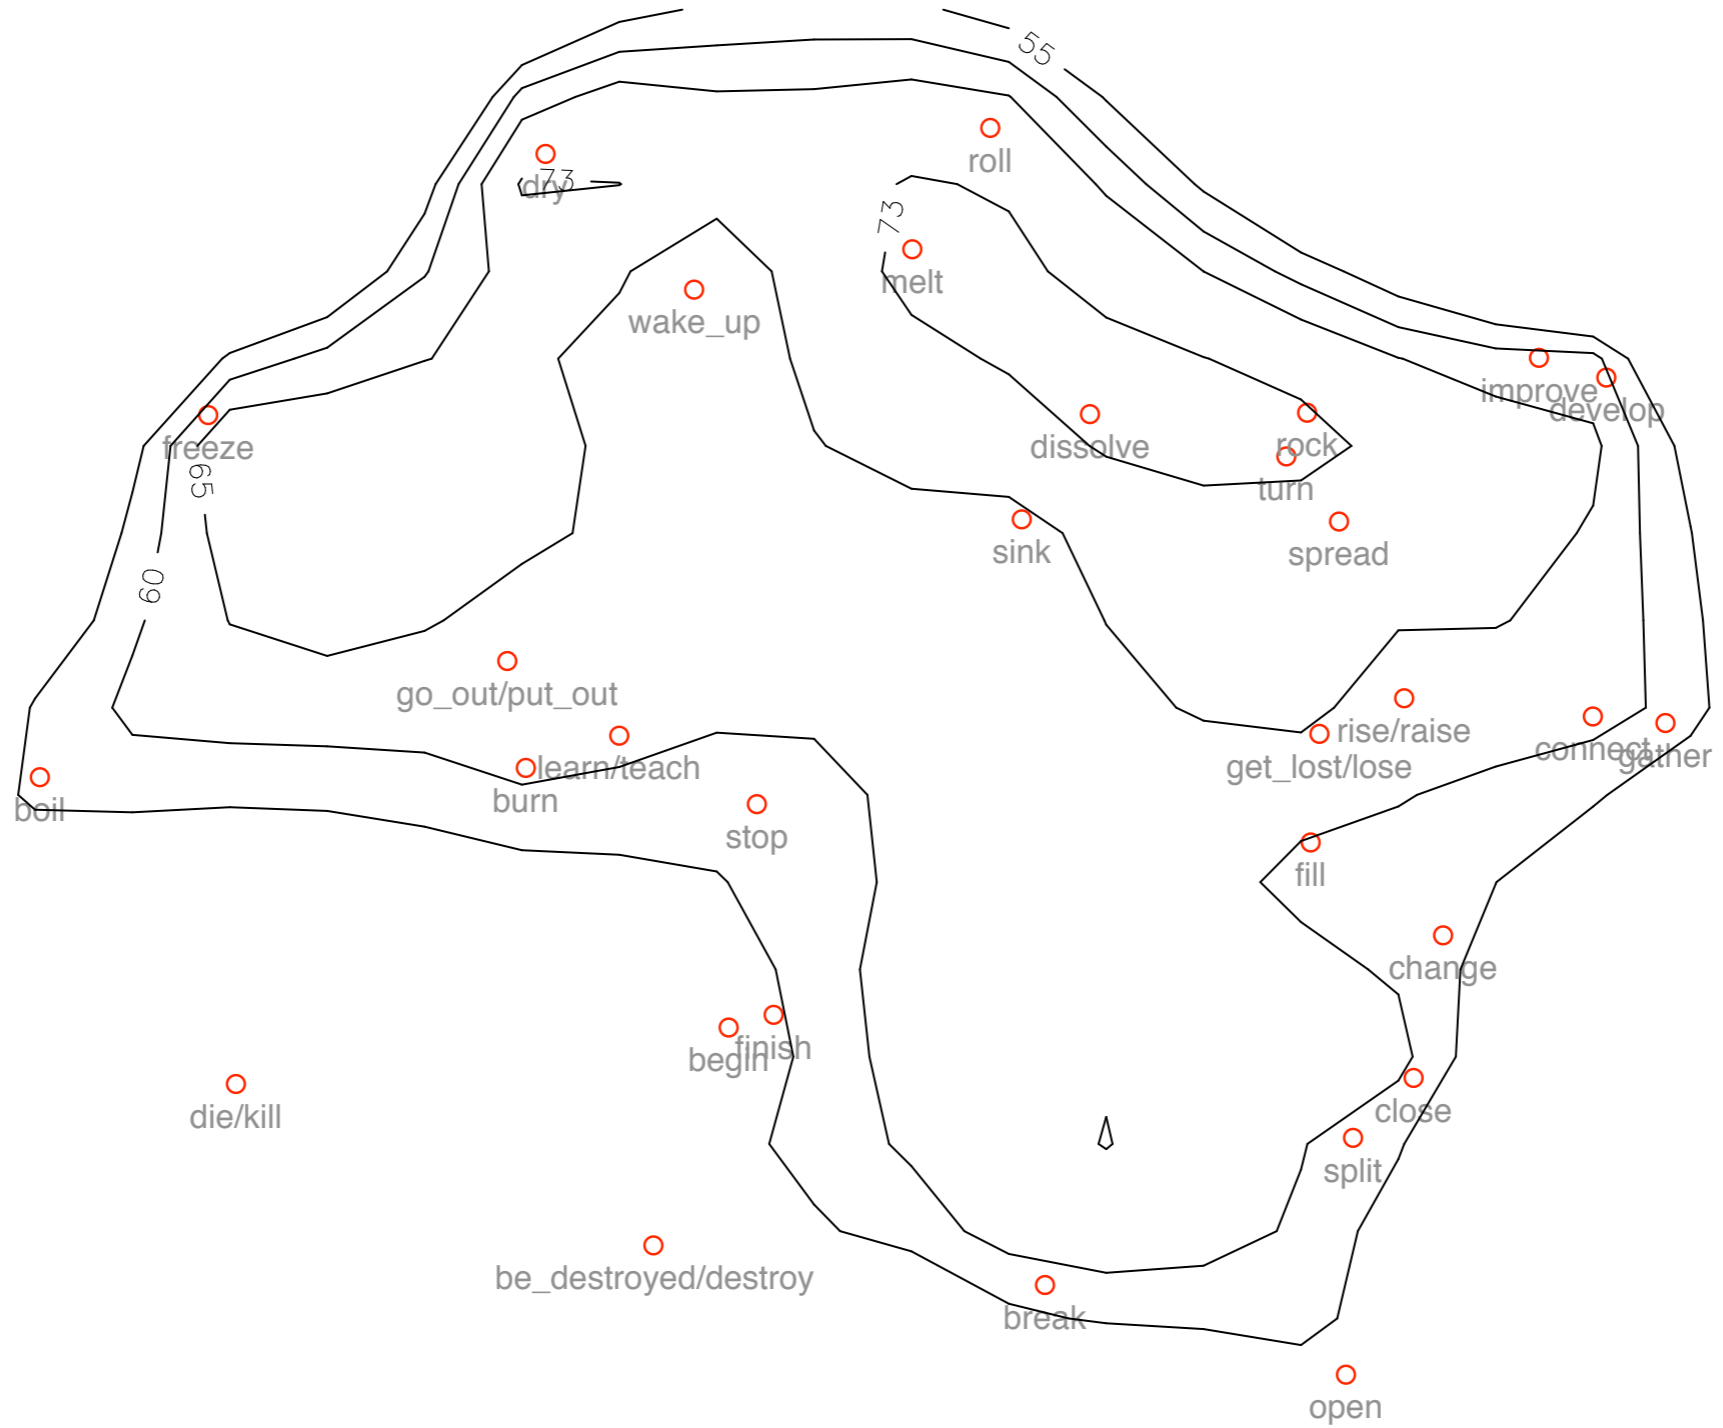 55
roll
dry
73
73
melt
wake_up
improve
develop
freeze
dissolve
rock
65
turn
sink
spread
60
go_out/put_out
rise/raise
connect
gather
learn/teach
get_lost/lose
burn
boil
stop
fill
change
finish
begin
die/kill
close
split
be_destroyed/destroy
break
open